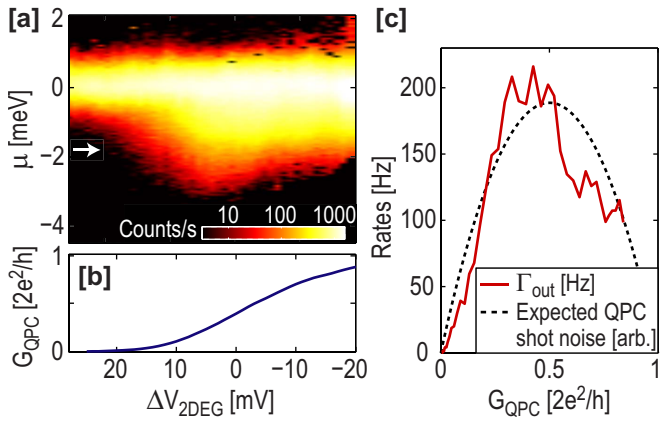 [a]
2
0
−2
−4
μ [meV]
Counts/s
10 100 1000
[b]
1
0
G_QPC [2e²/h]
20 10 0 −10 −20
ΔV_2DEG [mV]
[c]
200
150
100
50
0
Rates [Hz]
Γ_out [Hz]
Expected QPC
shot noise [arb.]
0 0.5 1
G_QPC [2e²/h]